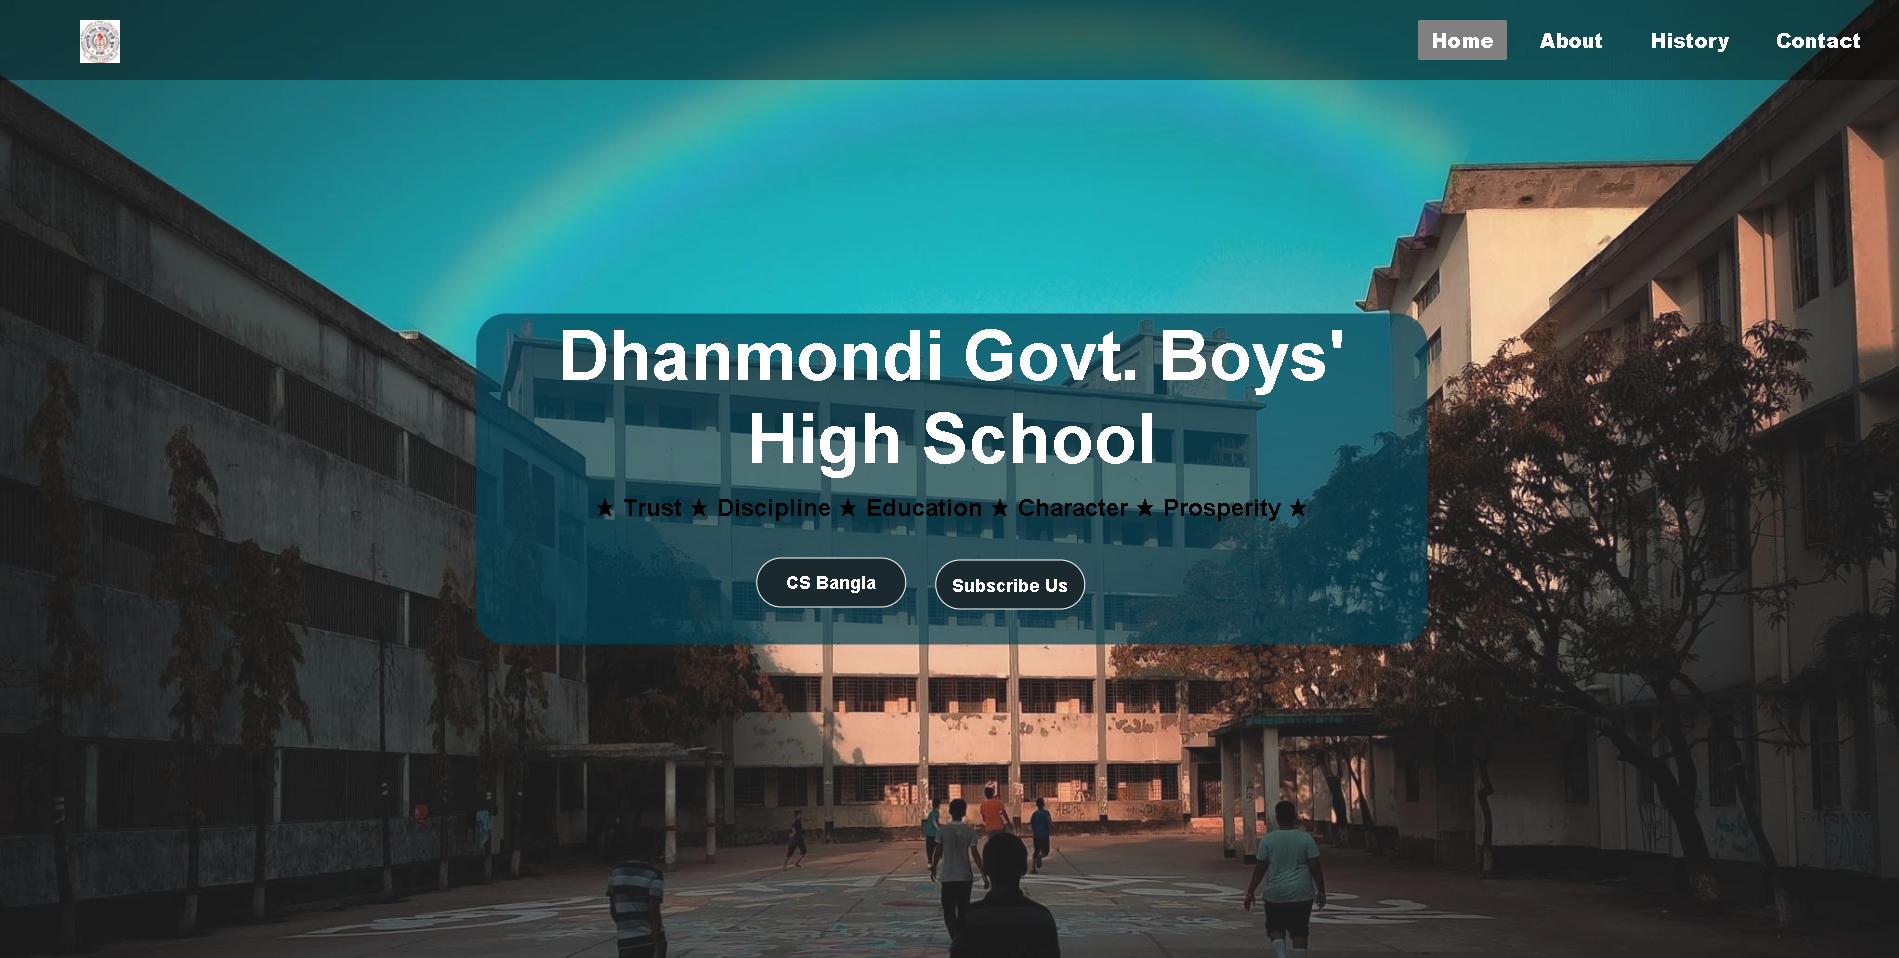 Home About History Contact
Dhanmondi Govt. Boys'
High School
★ Trust ★ Discipline ★ Education ★ Character ★ Prosperity ★
CS Bangla Subscribe Us